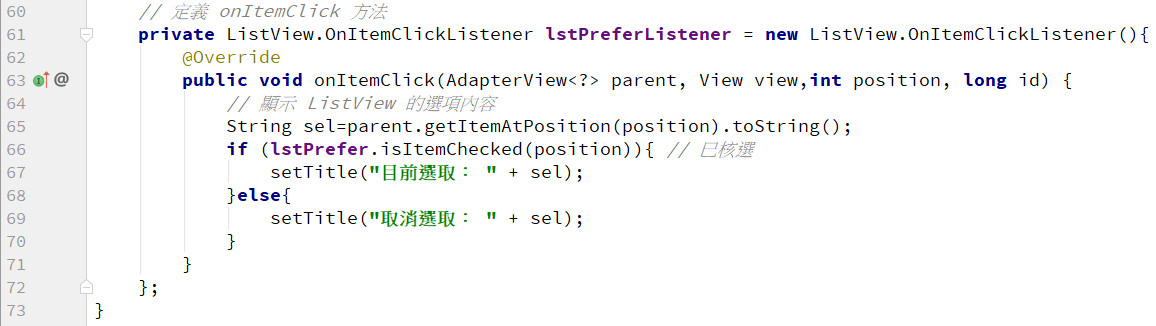 60 // 定義 onItemClick 方法
61 private ListView.OnItemClickListener lstPreferListener = new ListView.OnItemClickListener(){
62 @Override
63 @ public void onItemClick(AdapterView<?> parent, View view,int position, long id) {
64 // 顯示 ListView 的選項內容
65 String sel=parent.getItemAtPosition(position).toString();
66 if (lstPrefer.isItemChecked(position)){ // 已核選
67 setTitle("目前選取： " + sel);
68 }else{
69 setTitle("取消選取： " + sel);
70 }
71 }
72 };
73 }